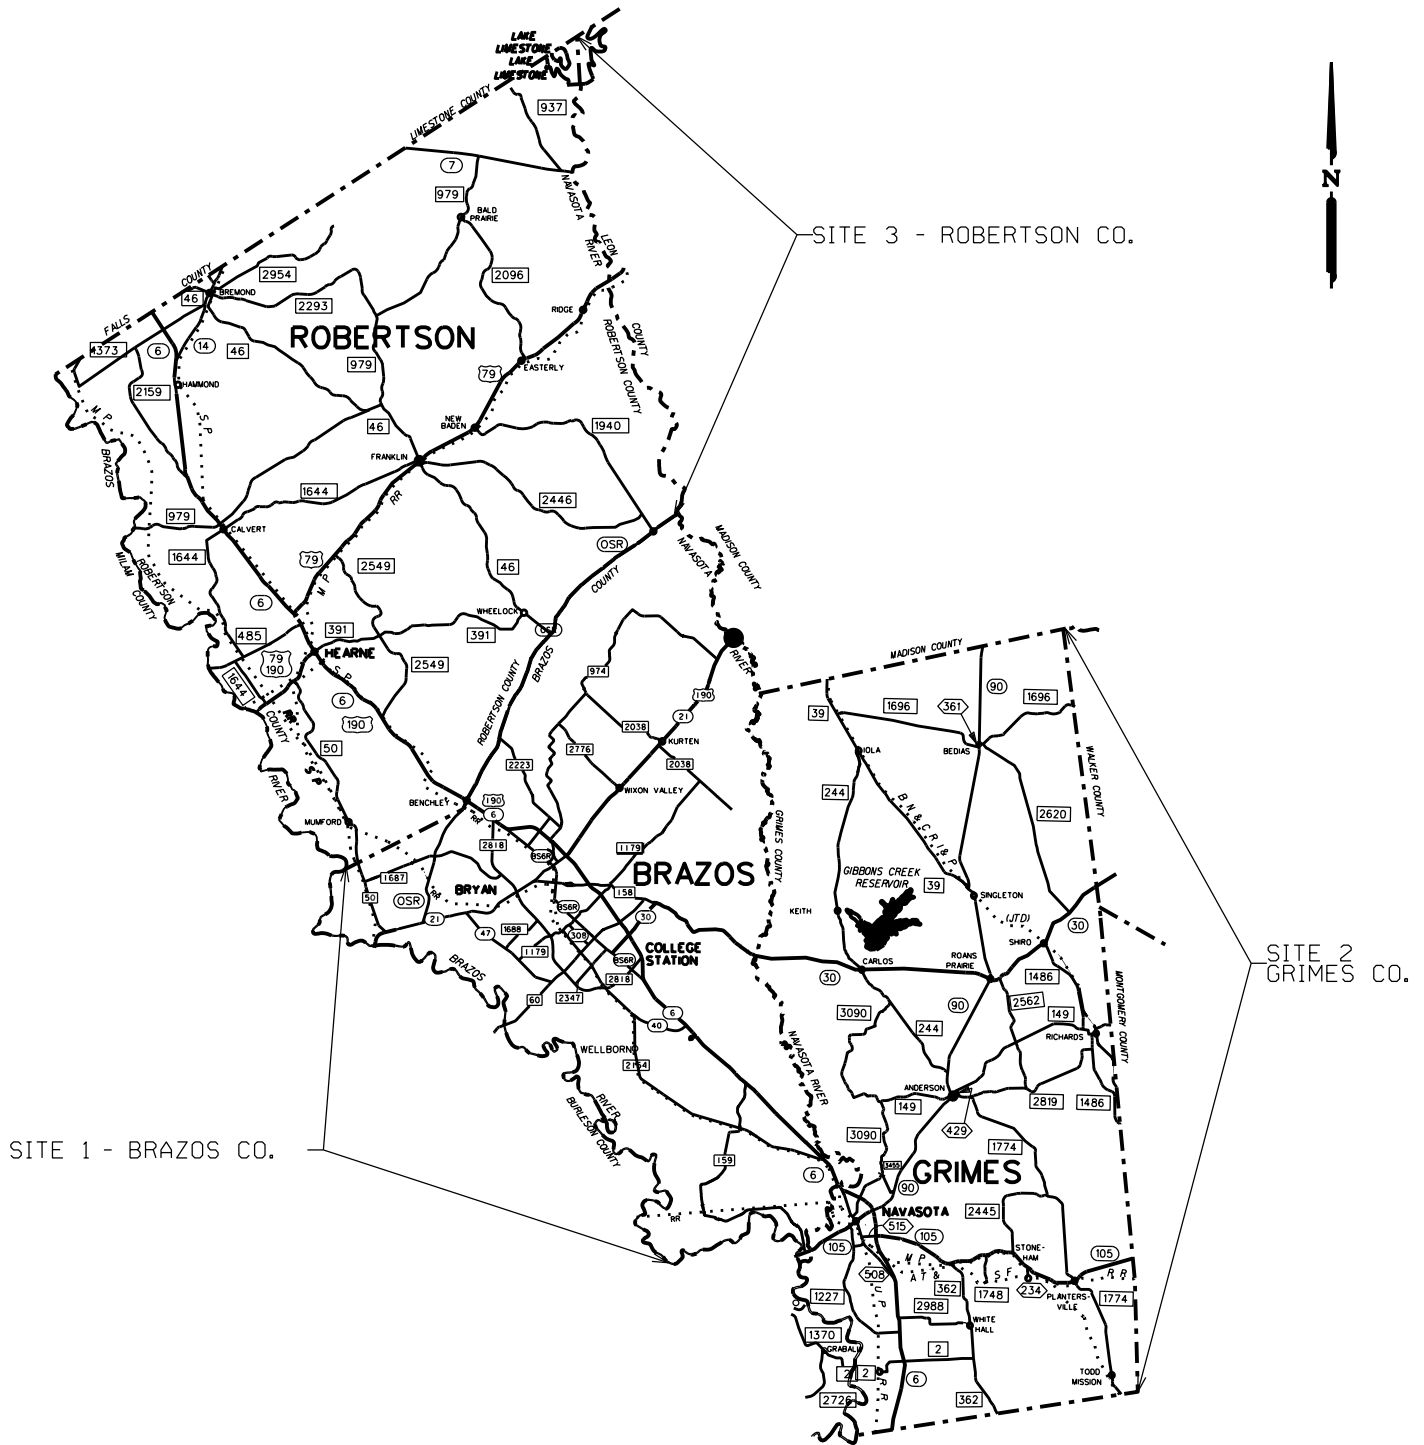 LAKE
LIMESTONE
LAKE
LIMESTONE
937
LIMESTONE COUNTY
7
979
BALD
PRAIRIE
NAVASOTA
RIVER
LEON
COUNTY
N
SITE 3 - ROBERTSON CO.
FALLS
COUNTY
2954
46
BREMOND
2293
2096
RIDGE
ROBERTSON
ROBERTSON COUNTY
4373
6
14
46
979
79
EASTERLY
2159
HAMMOND
M P
S P
BRAZOS
46
NEW
BADEN
1940
FRANKLIN
1644
RR
2446
979
CALVERT
OSR
1644
79
2549
46
COUNTY
NAVASOTA
MADISON COUNTY
MILAM COUNTY
ROBERTSON
M P
6
WHEELOCK
OSR
485
391
391
79
190
HEARNE
2549
1644
S P
6
190
RR
COUNTY
RIVER
ROBERTSON COUNTY
BRAZOS
974
190
21
RIVER
2038
KURTEN
2776
2038
50
S P
2223
WIXON VALLEY
MUMFORD
BENCHLEY
190
6
RR
2818
BS6R
1179
BRAZOS
1687
BRYAN
RR
50
OSR
21
158
BS6R
30
47
1688
308
1179
COLLEGE
STATION
BS6R
2818
BRAZOS
60
2347
6
40
WELLBORN
2154
RIVER
BURLESON COUNTY
159
RR
SITE 1 - BRAZOS CO.
MADISON COUNTY
90
39
1696
361
1696
IOLA
BEDIAS
WALKER COUNTY
244
B N & C R I & P
2620
GRIMES COUNTY
GIBBONS CREEK
RESERVOIR
39
SINGLETON
KEITH
(JTD)
SHIRO
30
CARLOS
ROANS
PRAIRIE
30
1486
90
2562
3090
244
149
RICHARDS
MONTGOMERY COUNTY
NAVASOTA RIVER
ANDERSON
149
2819
1486
429
3090
1774
GRIMES
6
90
NAVASOTA
2445
515
105
105
STONE-
HAM
105
M P
A T &
S F
R R
508
362
1748
234
PLANTERS-
VILLE
1774
1227
U P
2988
WHITE
HALL
1370
2
2
2
6
TODD
MISSION
2726
R R
362
SITE 2
GRIMES CO.